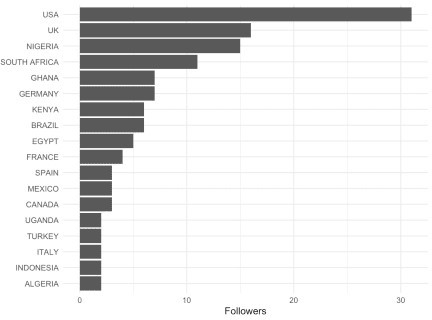 USA
UK
NIGERIA
SOUTH AFRICA
GHANA
GERMANY
KENYA
BRAZIL
EGYPT
FRANCE
SPAIN
MEXICO
CANADA
UGANDA
TURKEY
ITALY
INDONESIA
ALGERIA
0 10 20 30
Followers